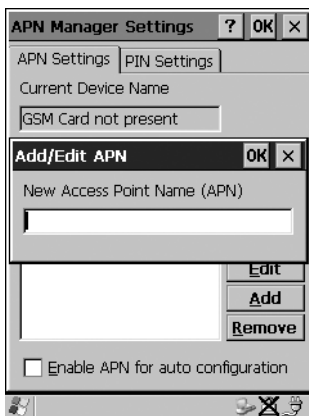 APN Manager Settings ? OK ×
APN Settings PIN Settings
Current Device Name
GSM Card not present
Add/Edit APN OK ×
New Access Point Name (APN)
Edit
Add
Remove
Enable APN for auto configuration